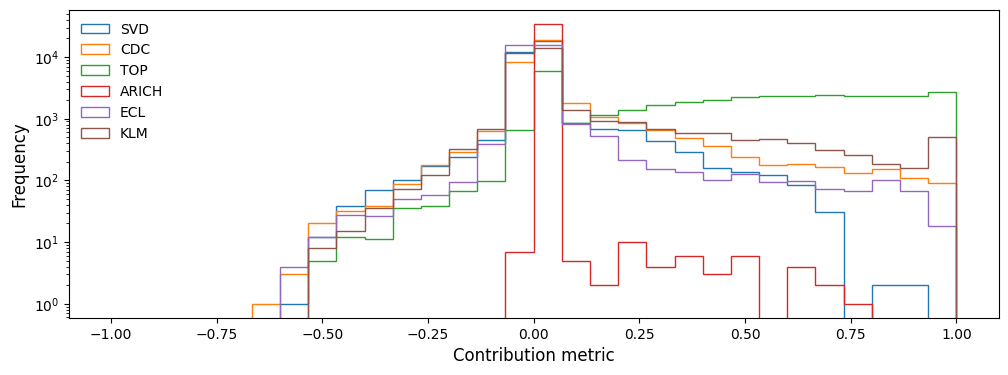 SVD
CDC
TOP
ARICH
ECL
KLM
Frequency
10⁴
10³
10²
10¹
10⁰
−1.00 −0.75 −0.50 −0.25 0.00 0.25 0.50 0.75 1.00
Contribution metric